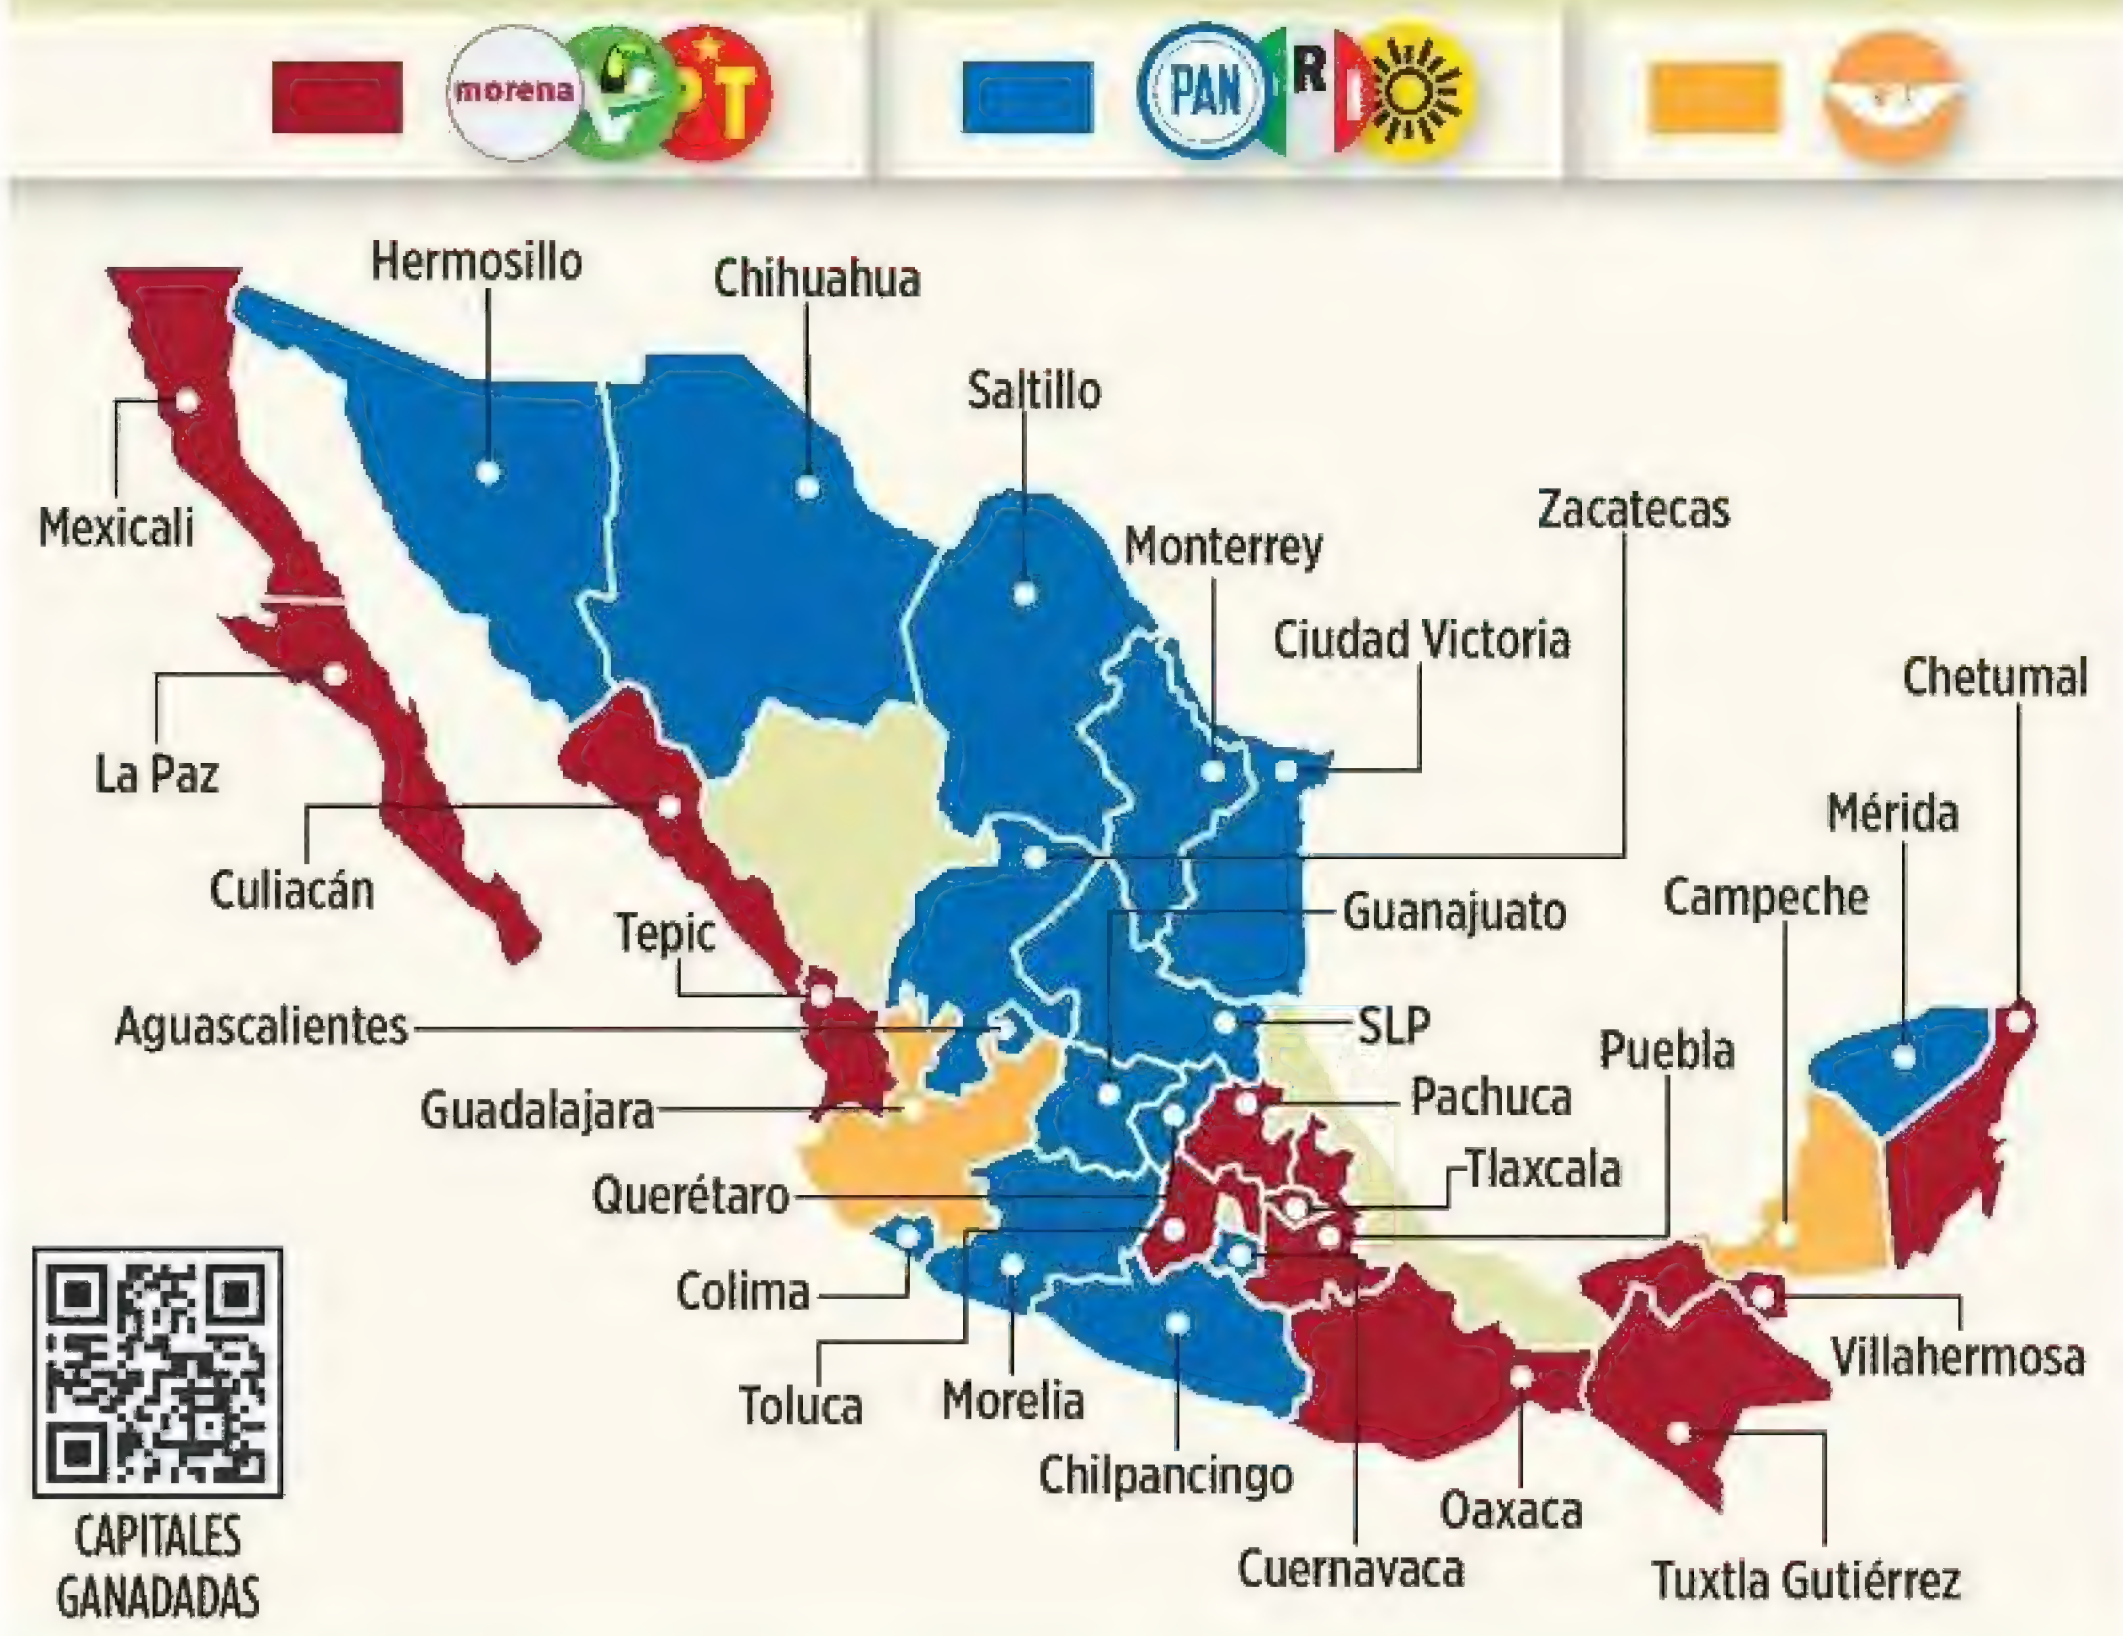 morena
V
PT
PAN
R
Hermosillo
Chihuahua
Saltillo
Mexicali
Zacatecas
Monterrey
Ciudad Victoria
Chetumal
La Paz
Mérida
Culiacán
Campeche
Guanajuato
Tepic
Aguascalientes
SLP
Puebla
Guadalajara
Pachuca
Tlaxcala
Querétaro
Colima
Villahermosa
Toluca
Morelia
Chilpancingo
Oaxaca
Cuernavaca
Tuxtla Gutiérrez
CAPITALES
GANADADAS